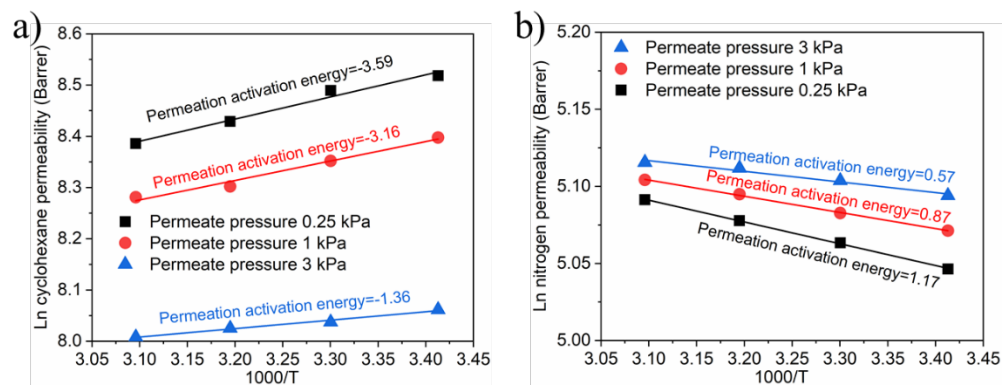 a)
Ln cyclohexane permeability (Barrer)
8.6
8.5
8.4
8.3
8.2
8.1
8.0
Permeation activation energy=-3.59
Permeation activation energy=-3.16
Permeate pressure 0.25 kPa
Permeate pressure 1 kPa
Permeate pressure 3 kPa
Permeation activation energy=-1.36
3.05 3.10 3.15 3.20 3.25 3.30 3.35 3.40 3.45
1000/T
b)
Ln nitrogen permeability (Barrer)
5.20
5.15
5.10
5.05
5.00
Permeate pressure 3 kPa
Permeate pressure 1 kPa
Permeate pressure 0.25 kPa
Permeation activation energy=0.57
Permeation activation energy=0.87
Permeation activation energy=1.17
3.05 3.10 3.15 3.20 3.25 3.30 3.35 3.40 3.45
1000/T